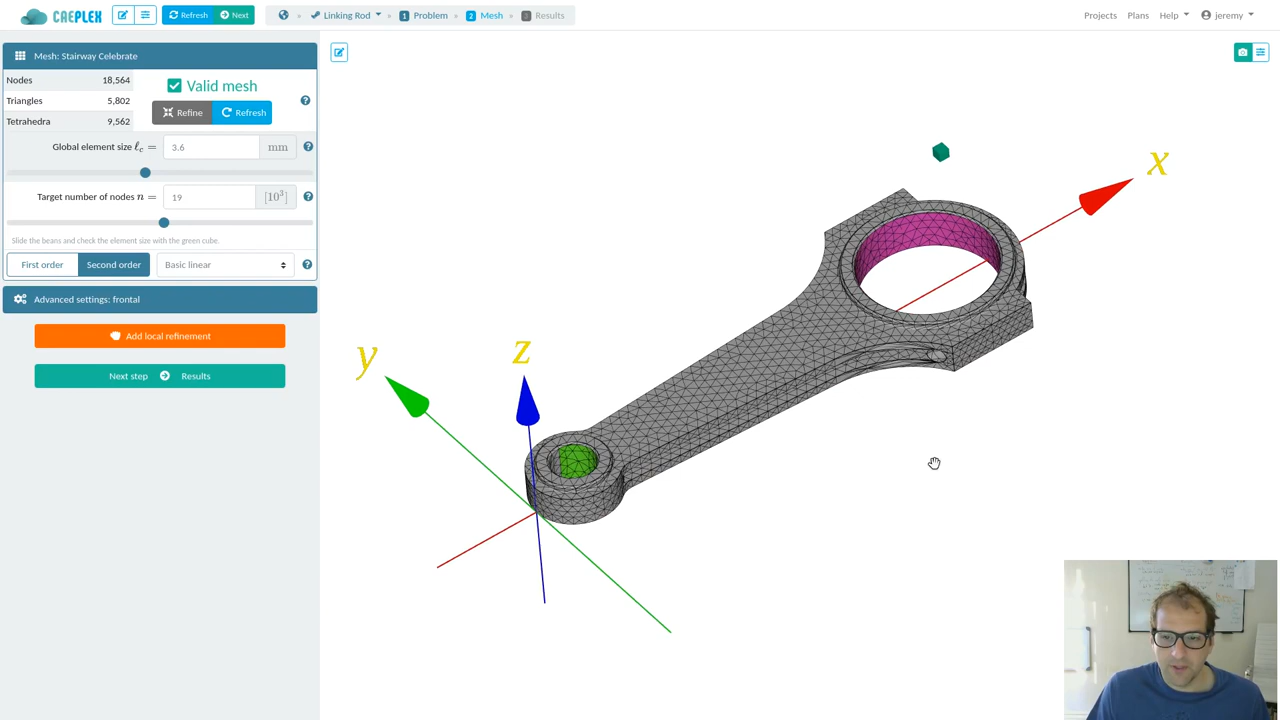 CAEPLEX
Refresh
Next
»
Linking Rod
»
1 Problem
»
2 Mesh
»
3 Results
Projects
Plans
Help
jeremy
Mesh: Stairway Celebrate
Nodes 18,564
Triangles 5,802
Tetrahedra 9,562
Valid mesh
Refine
Refresh
Global element size ℓc = 3.6 mm
Target number of nodes n = 19 [10³]
Slide the beans and check the element size with the green cube.
First order
Second order
Basic linear
Advanced settings: frontal
Add local refinement
Next step
Results
x
y
z